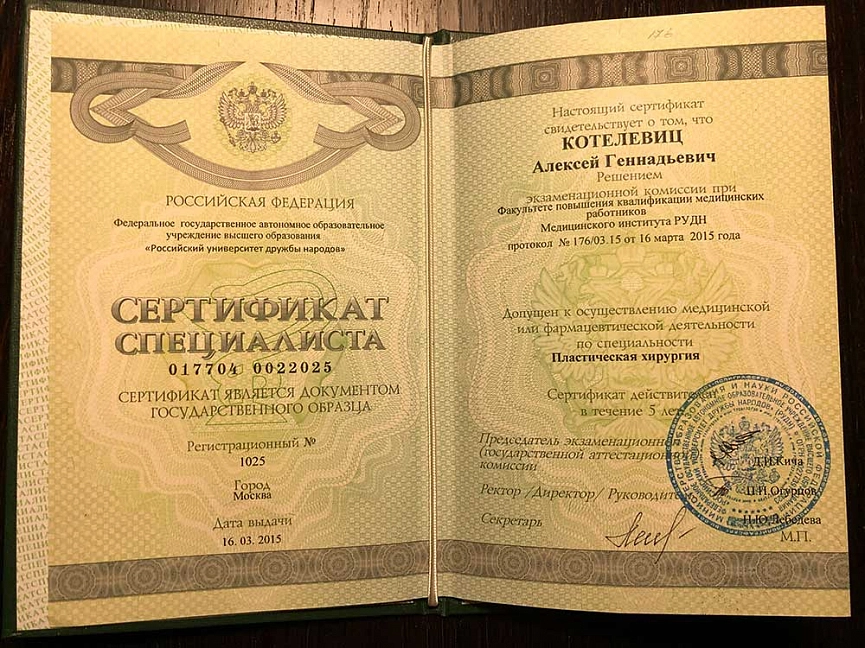 РОССИЙСКАЯ ФЕДЕРАЦИЯ
Федеральное государственное автономное образовательное
учреждение высшего образования
«Российский университет дружбы народов»
СЕРТИФИКАТ
СПЕЦИАЛИСТА
017704 0022025
СЕРТИФИКАТ ЯВЛЯЕТСЯ ДОКУМЕНТОМ
ГОСУДАРСТВЕННОГО ОБРАЗЦА
Регистрационный №
1025
Город
Москва
Дата выдачи
16. 03. 2015
176
Настоящий сертификат
свидетельствует о том, что
КОТЕЛЕВИЦ
Алексей Геннадьевич
Решением
экзаменационной комиссии при
Факультете повышения квалификации медицинских
работников
Медицинского института РУДН
протокол № 176/03.15 от 16 марта 2015 года
Допущен к осуществлению медицинской
или фармацевтической деятельности
по специальности
Пластическая хирургия
Сертификат действителен
в течение 5 лет
Председатель экзаменационной
(государственной аттестационной)
комиссии
Д.И.Кича
Ректор /Директор/ Руководитель
П.И.Огурцов
Секретарь
Н.Ю.Лебедева
М.П.